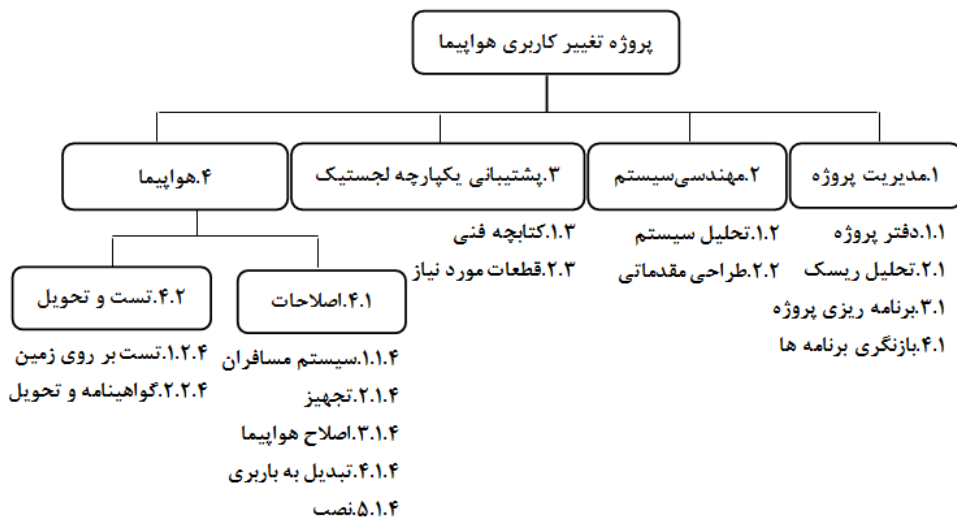 پروژه تغییر کاربری هواپیما
۱.مدیریت پروژه
۱.۱.دفتر پروژه
۲.۱.تحلیل ریسک
۳.۱.برنامه ریزی پروژه
۴.۱.بازنگری برنامه ها
۲.مهندسی‌سیستم
۱.۲.تحلیل سیستم
۲.۲.طراحی مقدماتی
۳.پشتیبانی یکپارچه لجستیک
۱.۳.کتابچه فنی
۲.۳.قطعات مورد نیاز
۴.هواپیما
۴.۱.اصلاحات
۱.۱.۴.سیستم مسافران
۲.۱.۴.تجهیز
۳.۱.۴.اصلاح هواپیما
۴.۱.۴.تبدیل به باربری
۵.۱.۴.نصب
۴.۲.تست و تحویل
۱.۲.۴.تست بر روی زمین
۲.۲.۴.گواهینامه و تحویل